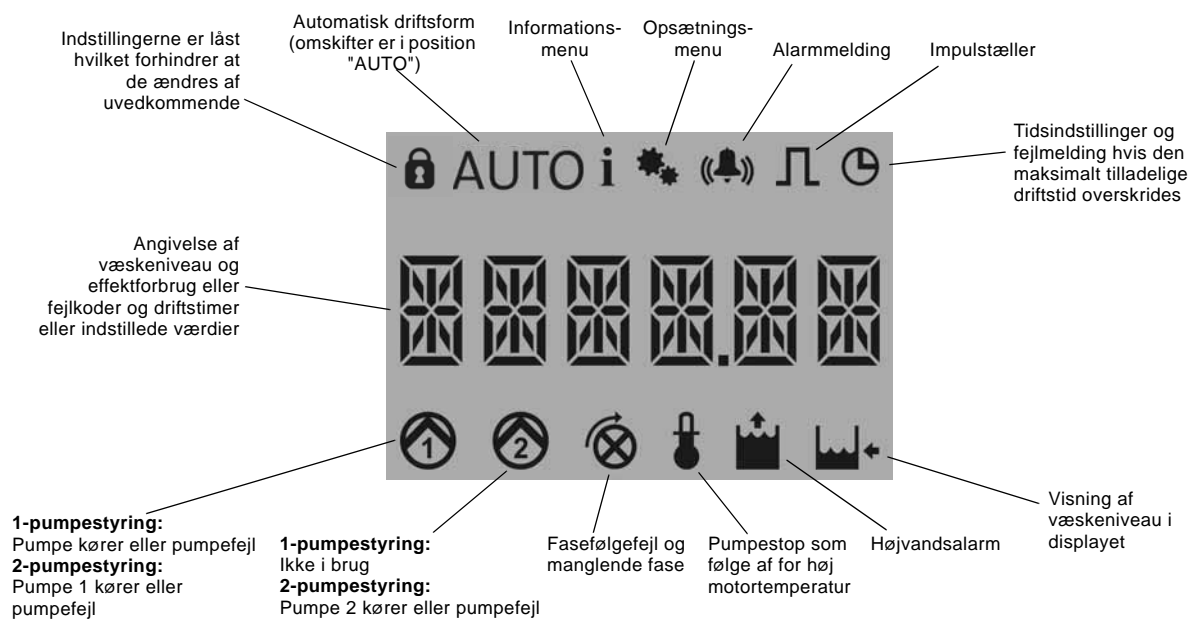 Indstillingerne er låst
hvilket forhindrer at
de ændres af
uvedkommende
Automatisk driftsform
(omskifter er i position
"AUTO")
Informations-
menu
Opsætnings-
menu
Alarmmelding
Impulstæller
Tidsindstillinger og
fejlmelding hvis den
maksimalt tilladelige
driftstid overskrides
AUTO i
Angivelse af
væskeniveau og
effektforbrug eller
fejlkoder og driftstimer
eller indstillede værdier
1 2
1-pumpestyring:
Pumpe kører eller pumpefejl
2-pumpestyring:
Pumpe 1 kører eller
pumpefejl
1-pumpestyring:
Ikke i brug
2-pumpestyring:
Pumpe 2 kører eller pumpefejl
Fasefølgefejl og
manglende fase
Pumpestop som
følge af for høj
motortemperatur
Højvandsalarm
Visning af
væskeniveau i
displayet